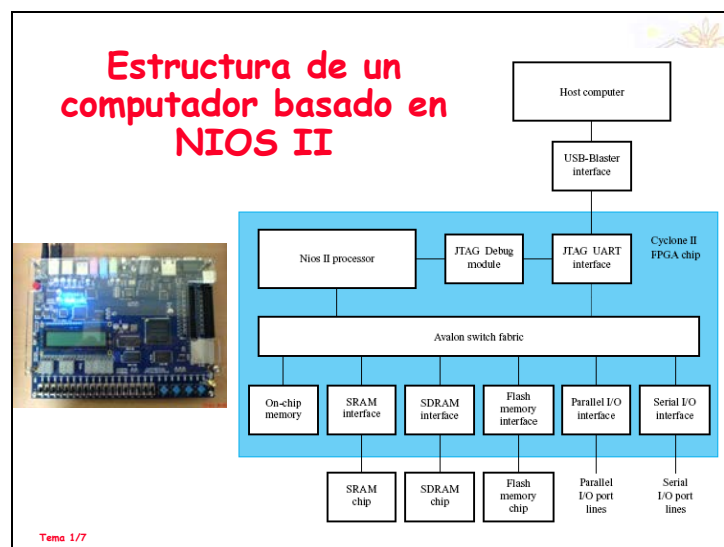 Estructura de un
computador basado en
NIOS II
Host computer
USB-Blaster
interface
Cyclone II
FPGA chip
Nios II processor
JTAG Debug
module
JTAG UART
interface
Avalon switch fabric
On-chip
memory
SRAM
interface
SDRAM
interface
Flash
memory
interface
Parallel I/O
interface
Serial I/O
interface
SRAM
chip
SDRAM
chip
Flash
memory
chip
Parallel
I/O port
lines
Serial
I/O port
lines
Tema 1/7